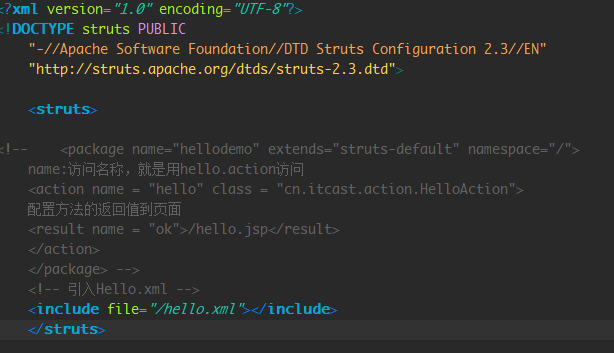 <?xml version="1.0" encoding="UTF-8"?>
<!DOCTYPE struts PUBLIC
"-//Apache Software Foundation//DTD Struts Configuration 2.3//EN"
"http://struts.apache.org/dtds/struts-2.3.dtd">
<struts>
<!-- <package name="hellodemo" extends="struts-default" namespace="/">
name:访问名称，就是用hello.action访问
<action name = "hello" class = "cn.itcast.action.HelloAction">
配置方法的返回值到页面
<result name = "ok">/hello.jsp</result>
</action>
</package> -->
<!-- 引入Hello.xml -->
<include file="/hello.xml"></include>
</struts>